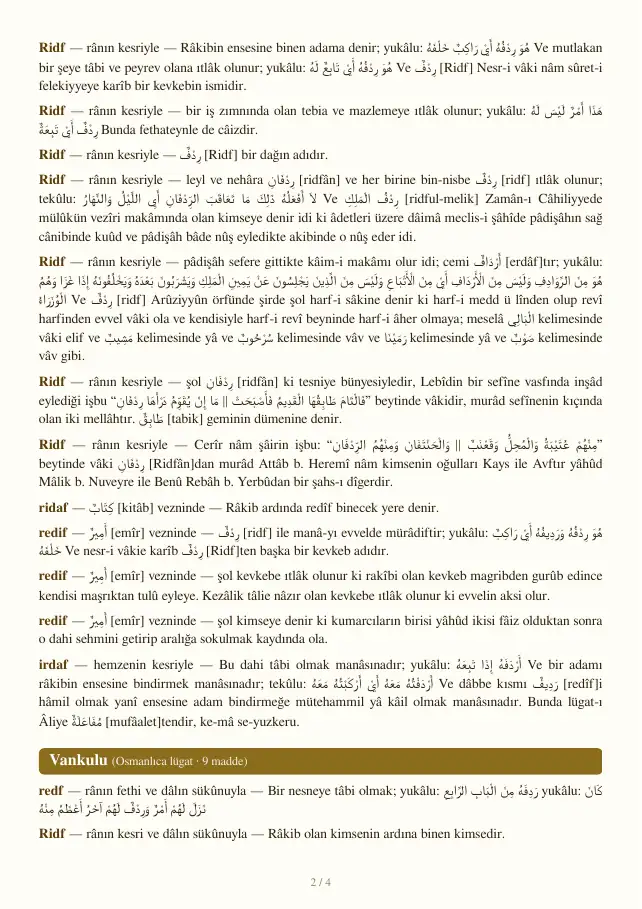 Ridf — rânın kesriyle — Râkibin ensesine binen adama denir; yukâlu: هُوَ رِدْفُهُ أَيْ رَاكِبٌ خَلْفَهُ Ve mutlakan
bir şeye tâbi ve peyrev olana ıtlâk olunur; yukâlu: هُوَ رِدْفُهُ أَيْ تَابِعٌ لَهُ Ve رِدْفٌ [Ridf] Nesr-i vâki nâm sûret-i
felekiyyeye karîb bir kevkebin ismidir.
Ridf — rânın kesriyle — bir iş zımnında olan tebia ve mazlemeye ıtlâk olunur; yukâlu: هَذَا أَمْرٌ لَيْسَ لَهُ
رِدْفٌ أَيْ تَبِعَةٌ Bunda fethateynle de câizdir.
Ridf — rânın kesriyle — رِدْفٌ [Ridf] bir dağın adıdır.
Ridf — rânın kesriyle — leyl ve nehâra رِدْفَانِ [ridfân] ve her birine bin-nisbe رِدْفٌ [ridf] ıtlâk olunur;
tekûlu: لاَ أَفْعَلُهُ ذلِكَ مَا تَعَاقَبَ الرِّدْفَانِ أَيِ اللَّيْلُ وَالنَّهَارُ Ve رِدْفُ الْمَلِكِ [ridful-melik] Zamân-ı Câhiliyyede
mülûkün vezîri makâmında olan kimseye denir idi ki âdetleri üzere dâimâ meclis-i şâhîde pâdişâhın sağ
cânibinde kuûd ve pâdişâh bâde nûş eyledikte akibinde o nûş eder idi.
Ridf — rânın kesriyle — pâdişâh sefere gittikte kâim-i makâmı olur idi; cemi أَرْدَافٌ [erdâf]tır; yukâlu:
هُوَ مِنَ الرَّوَادِفِ وَلَيْسَ مِنَ الْأَرْدَافِ أَيْ مِنَ الْأَتْبَاعِ وَلَيْسَ مِنَ الَّذِينَ يَجْلِسُونَ عَنْ يَمِينِ الْمَلِكِ وَيَشْرَبُونَ بَعْدَهُ وَيَخْلُفُونَهُ إِذَا غَزَا وَهُمُ
الْوُزَرَاءُ Ve رِدْفٌ [ridf] Arûziyyûn örfünde şirde şol harf-i sâkine denir ki harf-i medd ü lînden olup revî
harfinden evvel vâki ola ve kendisiyle harf-i revî beyninde harf-i âher olmaya; meselâ الْبَالِي kelimesinde
vâki elif ve مَشِيبٌ kelimesinde yâ ve سُرْحُوبٌ kelimesinde vâv ve رَمَيْنَا kelimesinde yâ ve صَوْبٌ kelimesinde
vâv gibi.
Ridf — rânın kesriyle — şol رِدْفَانِ [ridfân] ki tesniye bünyesiyledir, Lebîdin bir sefîne vasfında inşâd
eylediği işbu “فَالْتَامَ طَابِقُهَا الْقَدِيمُ فَأَصْبَحَتْ || مَا إِنْ يُقَوِّمُ دَرْأَهَا رِدْفَانِ” beytinde vâkidir, murâd sefînenin kıçında
olan iki mellâhtır. طَابِقٌ [tabik] geminin dümenine denir.
Ridf — rânın kesriyle — Cerîr nâm şâirin işbu: “مِنْهُمْ عُتَيْبَةُ وَالْمُحِلُّ وَقَعْنَبٌ || وَالْحَنْتَفَانِ وَمِنْهُمُ الرِّدْفَانِ”
beytinde vâki رِدْفَانِ [Ridfân]dan murâd Attâb b. Heremî nâm kimsenin oğulları Kays ile Avftır yâhûd
Mâlik b. Nuveyre ile Benû Rebâh b. Yerbûdan bir şahs-ı dîgerdir.
ridaf — كِتَابٌ [kitâb] vezninde — Râkib ardında redîf binecek yere denir.
redif — أَمِيرٌ [emîr] vezninde — رِدْفٌ [ridf] ile manâ-yı evvelde mürâdiftir; yukâlu: هُوَ رِدْفُهُ وَرَدِيفُهُ أَيْ رَاكِبٌ
خَلْفَهُ Ve nesr-i vâkie karîb رِدْفٌ [Ridf]ten başka bir kevkeb adıdır.
redif — أَمِيرٌ [emîr] vezninde — şol kevkebe ıtlâk olunur ki rakîbi olan kevkeb magribden gurûb edince
kendisi maşrıktan tulû eyleye. Kezâlik tâlie nâzır olan kevkebe ıtlâk olunur ki evvelin aksi olur.
redif — أَمِيرٌ [emîr] vezninde — şol kimseye denir ki kumarcıların birisi yâhûd ikisi fâiz olduktan sonra
o dahi sehmini getirip aralığa sokulmak kaydında ola.
irdaf — hemzenin kesriyle — Bu dahi tâbi olmak manâsınadır; yukâlu: أَرْدَفَهُ إِذَا تَبِعَهُ Ve bir adamı
râkibin ensesine bindirmek manâsınadır; tekûlu: أَرْدَفْتُهُ مَعَهُ أَيْ أَرْكَبْتُهُ مَعَهُ Ve dâbbe kısmı رَدِيفٌ [redîf]i
hâmil olmak yanî ensesine adam bindirmeğe mütehammil yâ kâil olmak manâsınadır. Bunda lügat-ı
Âliye مُفَاعَلَةٌ [mufâalet]tendir, ke-mâ se-yuzkeru.
Vankulu (Osmanlıca lügat · 9 madde)
redf — rânın fethi ve dâlın sükûnuyla — Bir nesneye tâbi olmak; yukâlu: رَدِفَهُ مِنَ الْبَابِ الرَّابِعِ yukâlu: كَانَ
نَزَلَ لَهُمْ أَمْرٌ وَرَدِفَ لَهُمْ آخَرُ أَعْظَمُ مِنْهُ
Ridf — rânın kesri ve dâlın sükûnuyla — Râkib olan kimsenin ardına binen kimsedir.
2 / 4